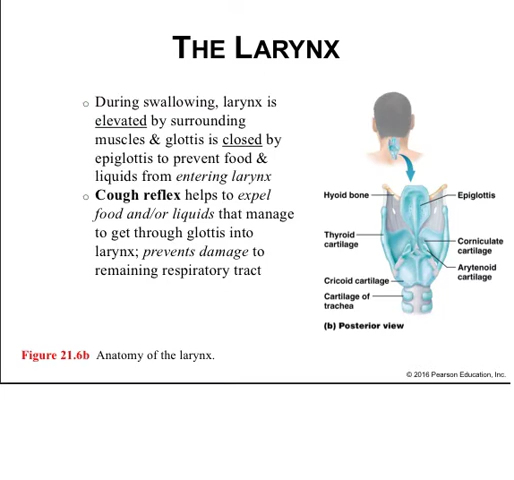 THE LARYNX
o During swallowing, larynx is
elevated by surrounding
muscles & glottis is closed by
epiglottis to prevent food &
liquids from entering larynx
o Cough reflex helps to expel
food and/or liquids that manage
to get through glottis into
larynx; prevents damage to
remaining respiratory tract
Hyoid bone
Epiglottis
Thyroid
cartilage
Corniculate
cartilage
Arytenoid
cartilage
Cricoid cartilage
Cartilage of
trachea
(b) Posterior view
Figure 21.6b Anatomy of the larynx.
© 2016 Pearson Education, Inc.